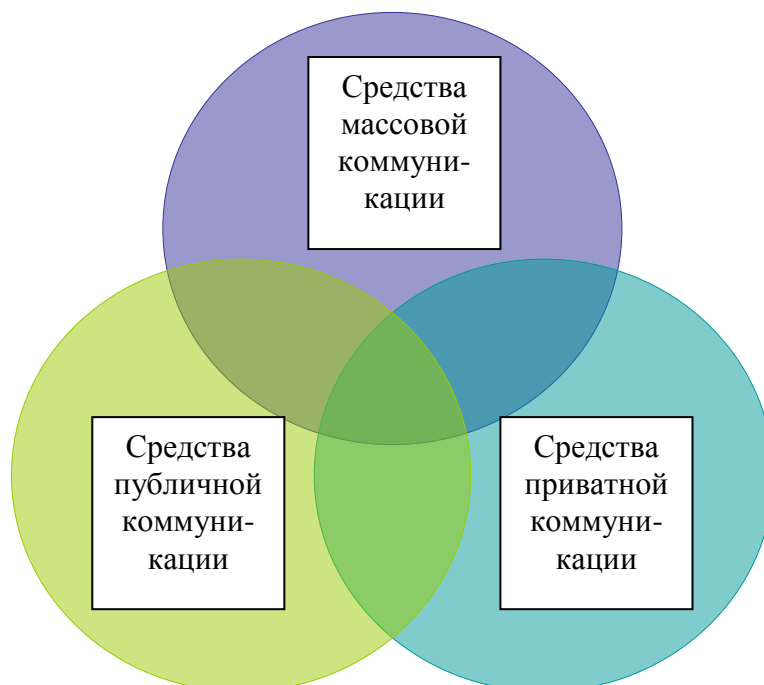 Средства
массовой
коммуни-
кации
Средства
публичной
коммуни-
кации
Средства
приватной
коммуни-
кации